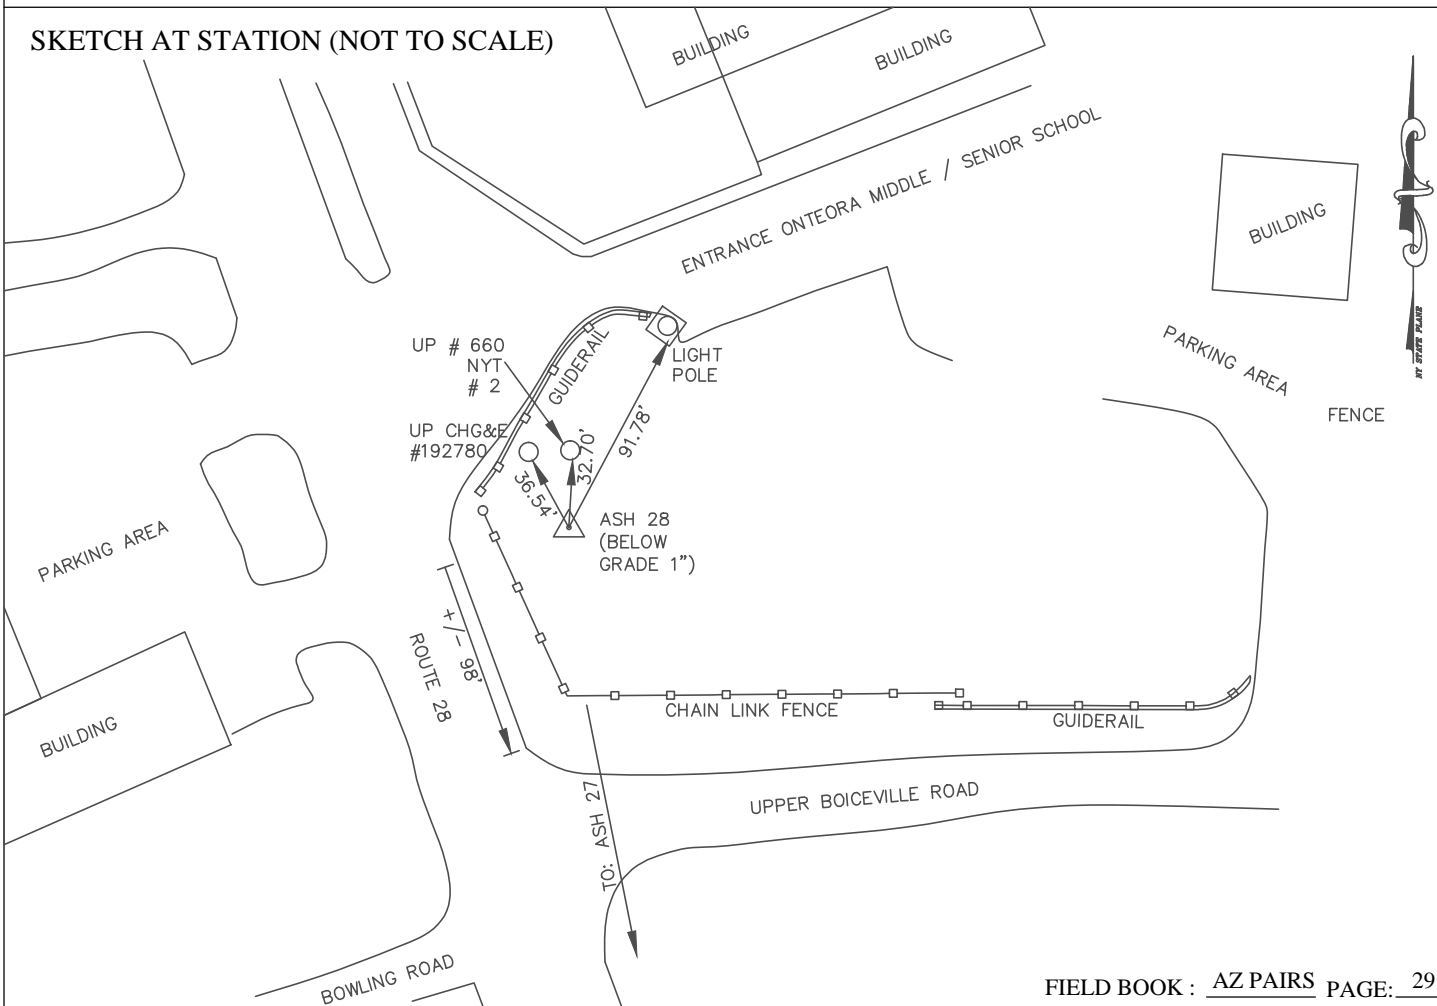 SKETCH AT STATION (NOT TO SCALE)
BUILDING
BUILDING
ENTRANCE ONTEORA MIDDLE / SENIOR SCHOOL
BUILDING
NY STATE PLANE
UP # 660
NYT
# 2
GUIDERAIL
LIGHT
POLE
PARKING AREA
FENCE
UP CHG&E
#192780
36.54'
32.70'
91.78'
ASH 28
(BELOW
GRADE 1")
PARKING AREA
+/- 98'
ROUTE 28
CHAIN LINK FENCE
GUIDERAIL
BUILDING
UPPER BOICEVILLE ROAD
TO: ASH 27
BOWLING ROAD
FIELD BOOK : AZ PAIRS PAGE: 29